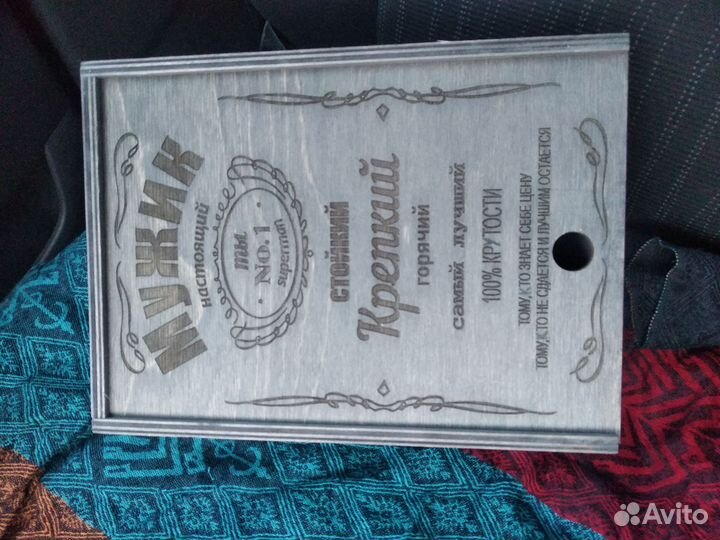 МУЖИК
настоящий
ты
No.1
superman
СТОЙКИЙ
Крепкий
горячий
самый лучший
100% КРУТОСТИ
ТОМУ,КТО ЗНАЕТ СЕБЕ ЦЕНУ
ТОМУ,КТО НЕ СДАЕТСЯ И ЛУЧШИМ ОСТАЕТСЯ
Avito